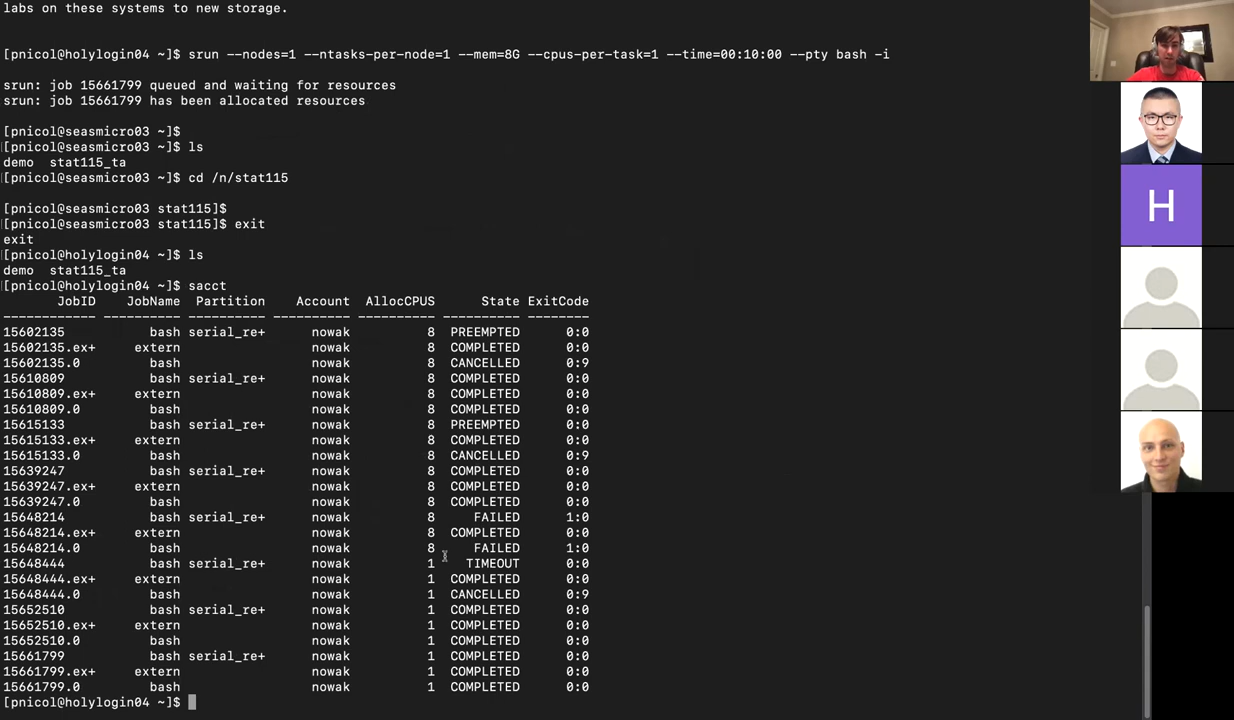 labs on these systems to new storage.
[pnicol@holylogin04 ~]$ srun --nodes=1 --ntasks-per-node=1 --mem=8G --cpus-per-task=1 --time=00:10:00 --pty bash -i
srun: job 15661799 queued and waiting for resources
srun: job 15661799 has been allocated resources
[pnicol@seasmicro03 ~]$
[pnicol@seasmicro03 ~]$ ls
demo  stat115_ta
[pnicol@seasmicro03 ~]$ cd /n/stat115
[pnicol@seasmicro03 stat115]$
[pnicol@seasmicro03 stat115]$ exit
exit
[pnicol@holylogin04 ~]$ ls
demo  stat115_ta
[pnicol@holylogin04 ~]$ sacct
JobID    JobName  Partition    Account  AllocCPUS      State ExitCode
------------ ---------- ---------- ---------- ---------- ---------- --------
15602135           bash serial_re+      nowak          8  PREEMPTED      0:0
15602135.ex+     extern                 nowak          8  COMPLETED      0:0
15602135.0         bash                 nowak          8  CANCELLED      0:9
15610809           bash serial_re+      nowak          8  COMPLETED      0:0
15610809.ex+     extern                 nowak          8  COMPLETED      0:0
15610809.0         bash                 nowak          8  COMPLETED      0:0
15615133           bash serial_re+      nowak          8  PREEMPTED      0:0
15615133.ex+     extern                 nowak          8  COMPLETED      0:0
15615133.0         bash                 nowak          8  CANCELLED      0:9
15639247           bash serial_re+      nowak          8  COMPLETED      0:0
15639247.ex+     extern                 nowak          8  COMPLETED      0:0
15639247.0         bash                 nowak          8  COMPLETED      0:0
15648214           bash serial_re+      nowak          8     FAILED      1:0
15648214.ex+     extern                 nowak          8  COMPLETED      0:0
15648214.0         bash                 nowak          8     FAILED      1:0
15648444           bash serial_re+      nowak          1    TIMEOUT      0:0
15648444.ex+     extern                 nowak          1  COMPLETED      0:0
15648444.0         bash                 nowak          1  CANCELLED      0:9
15652510           bash serial_re+      nowak          1  COMPLETED      0:0
15652510.ex+     extern                 nowak          1  COMPLETED      0:0
15652510.0         bash                 nowak          1  COMPLETED      0:0
15661799           bash serial_re+      nowak          1  COMPLETED      0:0
15661799.ex+     extern                 nowak          1  COMPLETED      0:0
15661799.0         bash                 nowak          1  COMPLETED      0:0
[pnicol@holylogin04 ~]$
H